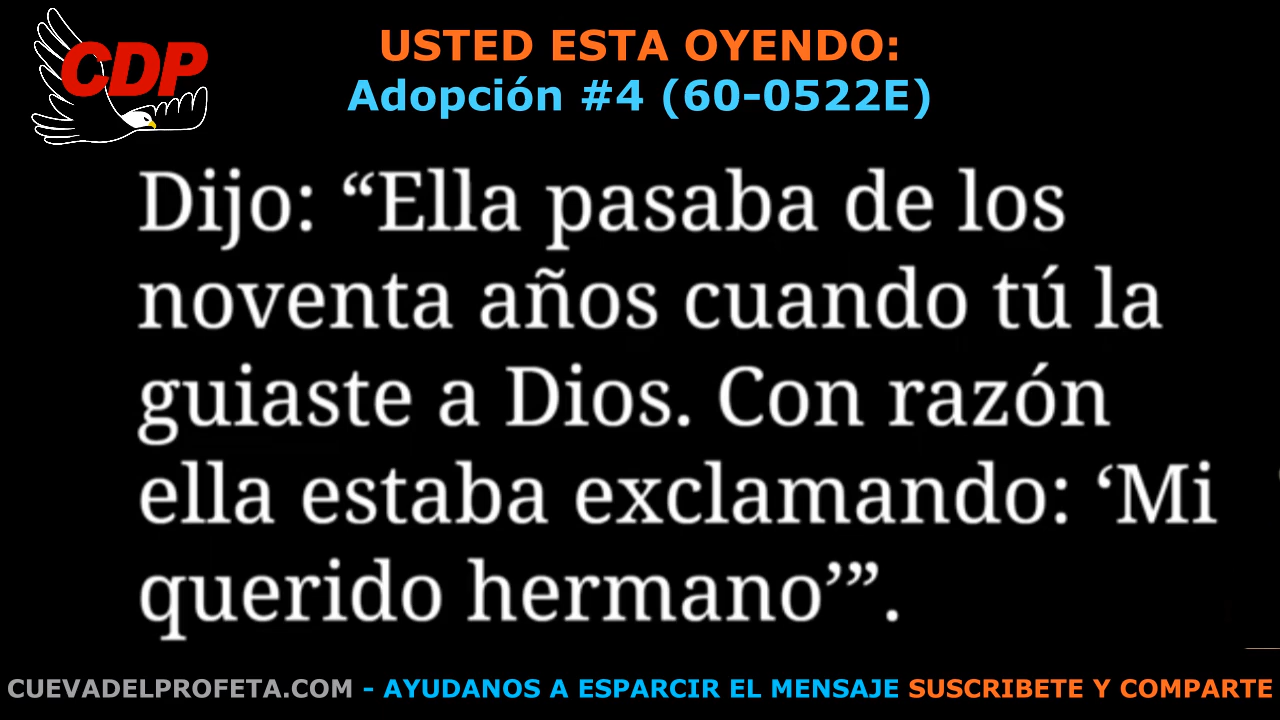 CDP
USTED ESTA OYENDO:
Adopción #4 (60-0522E)
Dijo: “Ella pasaba de los
noventa años cuando tú la
guiaste a Dios. Con razón
ella estaba exclamando: ‘Mi
querido hermano’”.
CUEVADELPROFETA.COM - AYUDANOS A ESPARCIR EL MENSAJE SUSCRIBETE Y COMPARTE